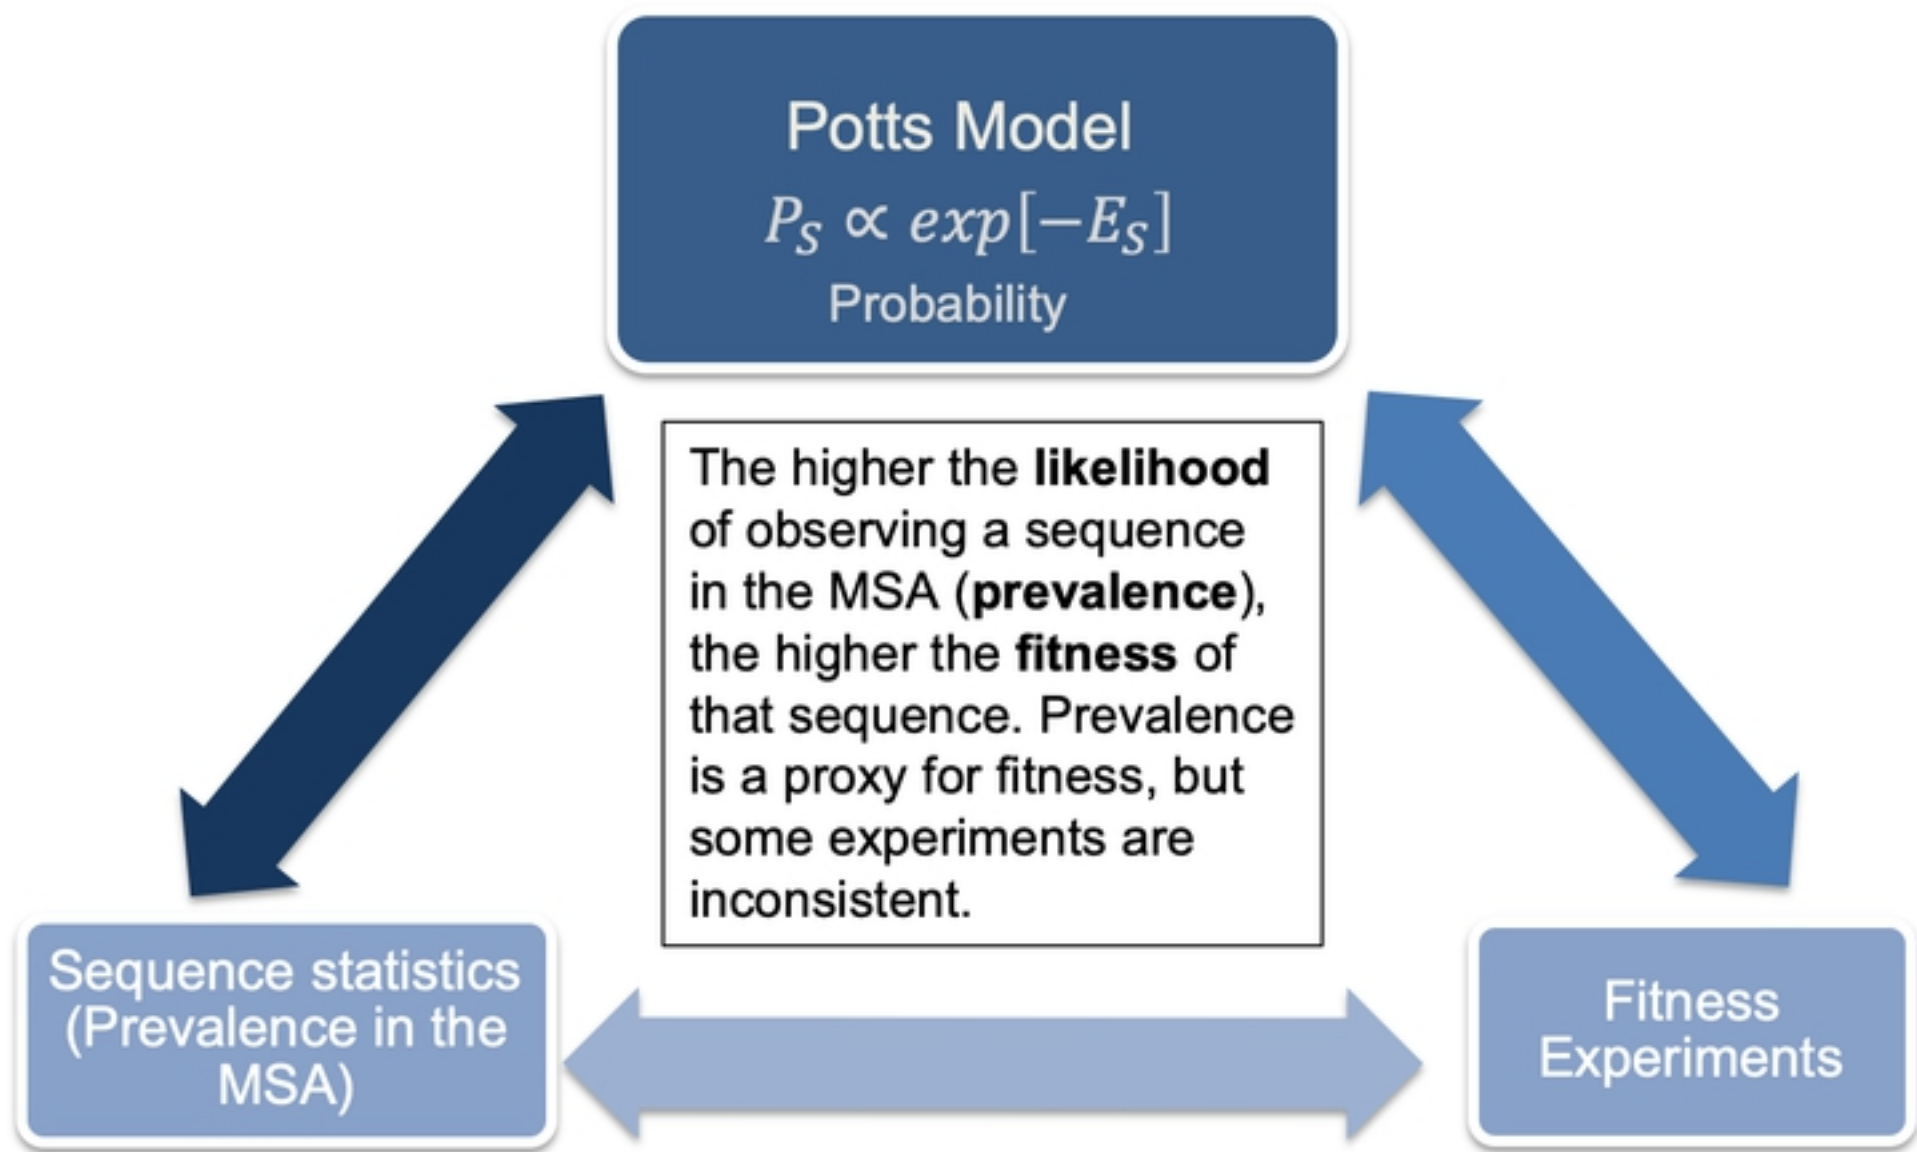 Potts Model
P_S ∝ exp[−E_S]
Probability
The higher the likelihood
of observing a sequence
in the MSA (prevalence),
the higher the fitness of
that sequence. Prevalence
is a proxy for fitness, but
some experiments are
inconsistent.
Sequence statistics
(Prevalence in the
MSA)
Fitness
Experiments